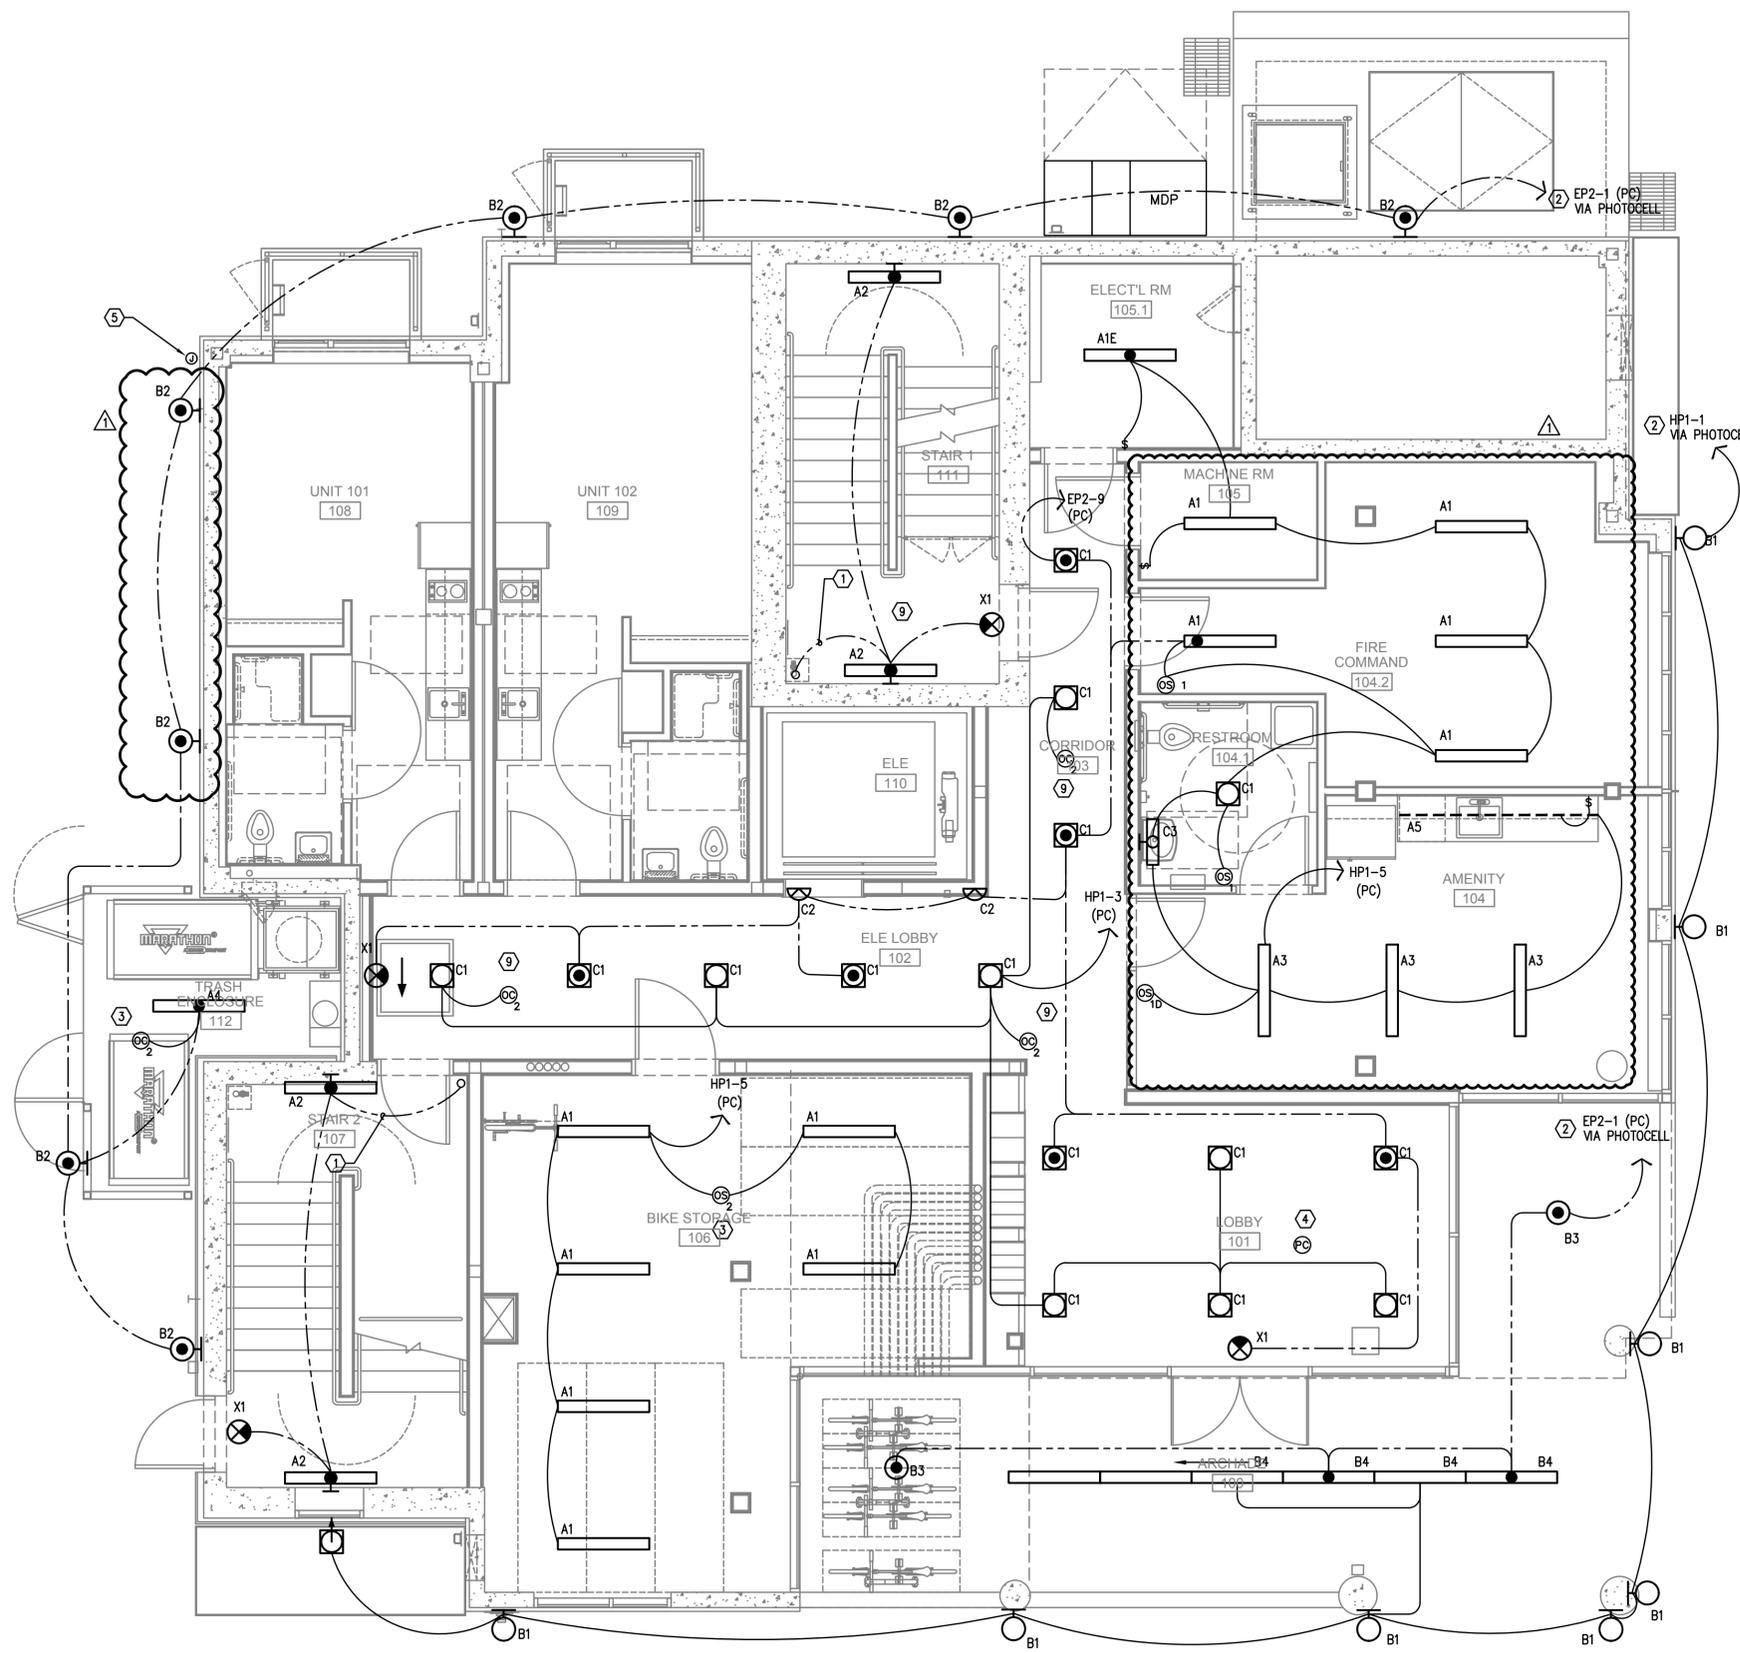 MDP
B2
B2
B2
2
EP2-1 (PC)
VIA PHOTOCELL
A2
ELECT'L RM
105.1
A1E
5
J
B2
1
1
2
HP1-1
$
STAIR 1
111
MACHINE RM
105
UNIT 101
108
UNIT 102
109
EP2-9
(PC)
A1
A1
B1
C1
$
1
9
X1
A1
A1
FIRE
COMMAND
104.2
A2
OS 1
C1
B2
CORRIDOR
103
OC
2
RESTROOM
104.1
A1
ELE
110
9
C1
$
A5
C1
C3
OS
1
HP1-5
(PC)
AMENITY
104
C2
C2
HP1-3
(PC)
B1
MARATHON
ELE LOBBY
102
X1
9
C1
C1
C1
C1
C1
A3
A3
A3
OC
2
OS
1D
TRASH
ENCLOSURE
112
A4
3
OC
2
9
OC
2
MARATHON
A2
STAIR 2
107
HP1-5
(PC)
A1
A1
2
EP2-1 (PC)
VIA PHOTOCELL
B2
1
C1
C1
C1
OS
2
BIKE STORAGE
106
3
LOBBY
101
4
PC
B3
A1
A1
C1
C1
C1
B2
X1
B1
X1
A1
A2
B3
ARCHADE
100
B4
B4
B4
B4
A1
B1
B1
B1
B1
B1